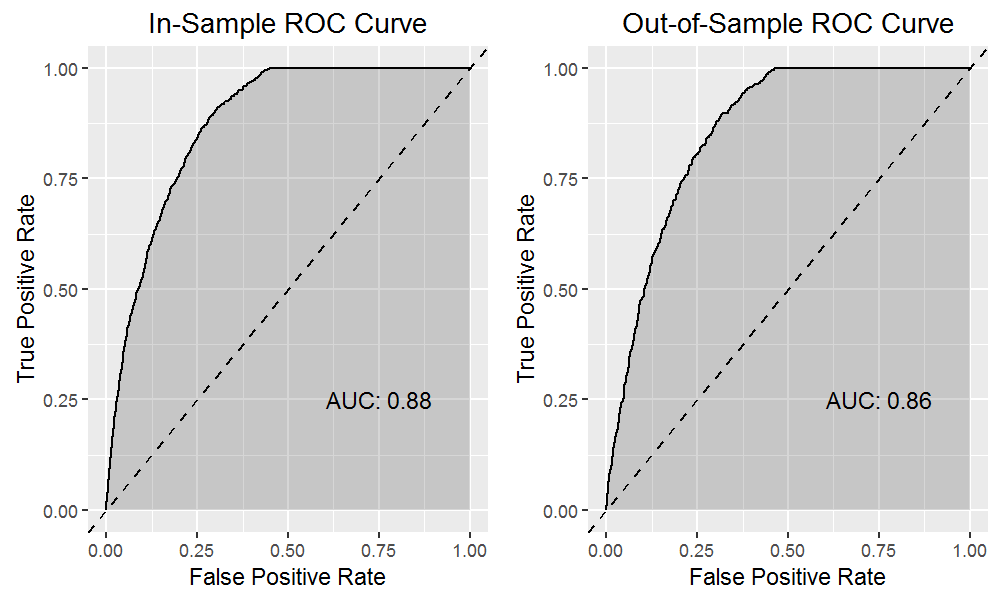 In-Sample ROC Curve
True Positive Rate
1.00
0.75
0.50
0.25
0.00
AUC: 0.88
0.00 0.25 0.50 0.75 1.00
False Positive Rate
Out-of-Sample ROC Curve
True Positive Rate
1.00
0.75
0.50
0.25
0.00
AUC: 0.86
0.00 0.25 0.50 0.75 1.00
False Positive Rate